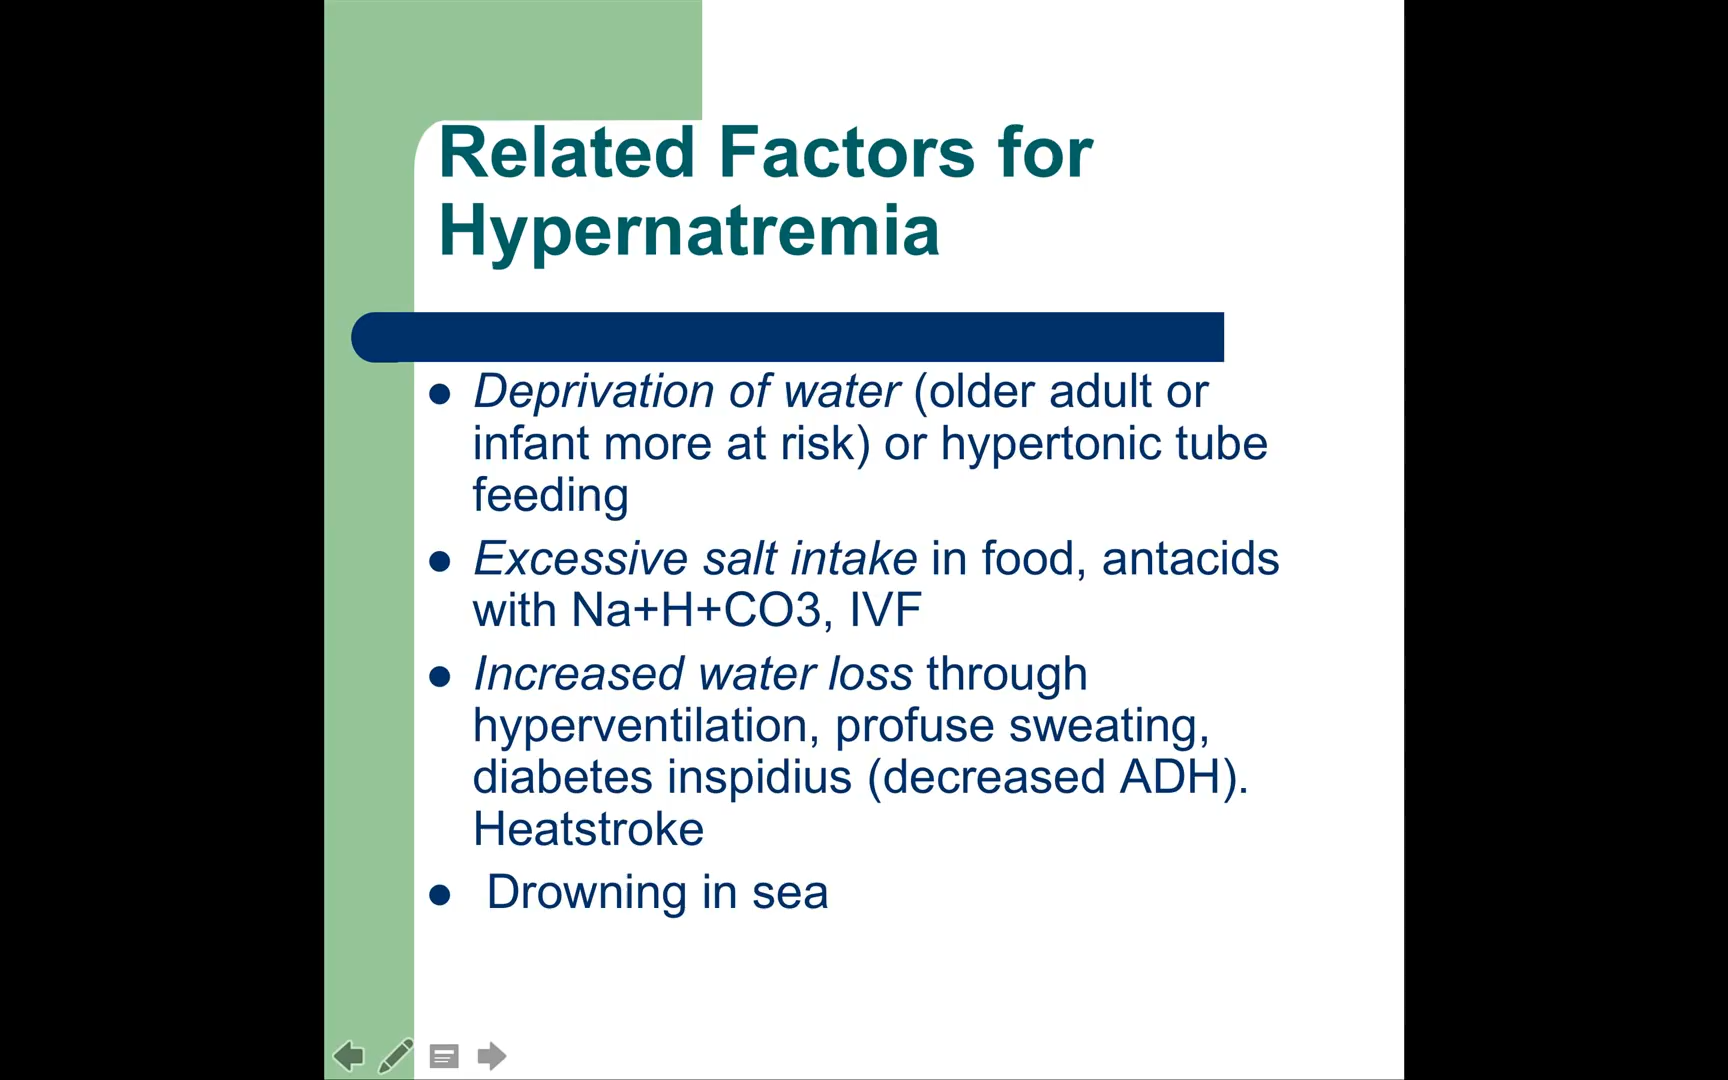 Related Factors for
Hypernatremia
● Deprivation of water (older adult or
infant more at risk) or hypertonic tube
feeding
● Excessive salt intake in food, antacids
with Na+H+CO3, IVF
● Increased water loss through
hyperventilation, profuse sweating,
diabetes inspidius (decreased ADH).
Heatstroke
● Drowning in sea